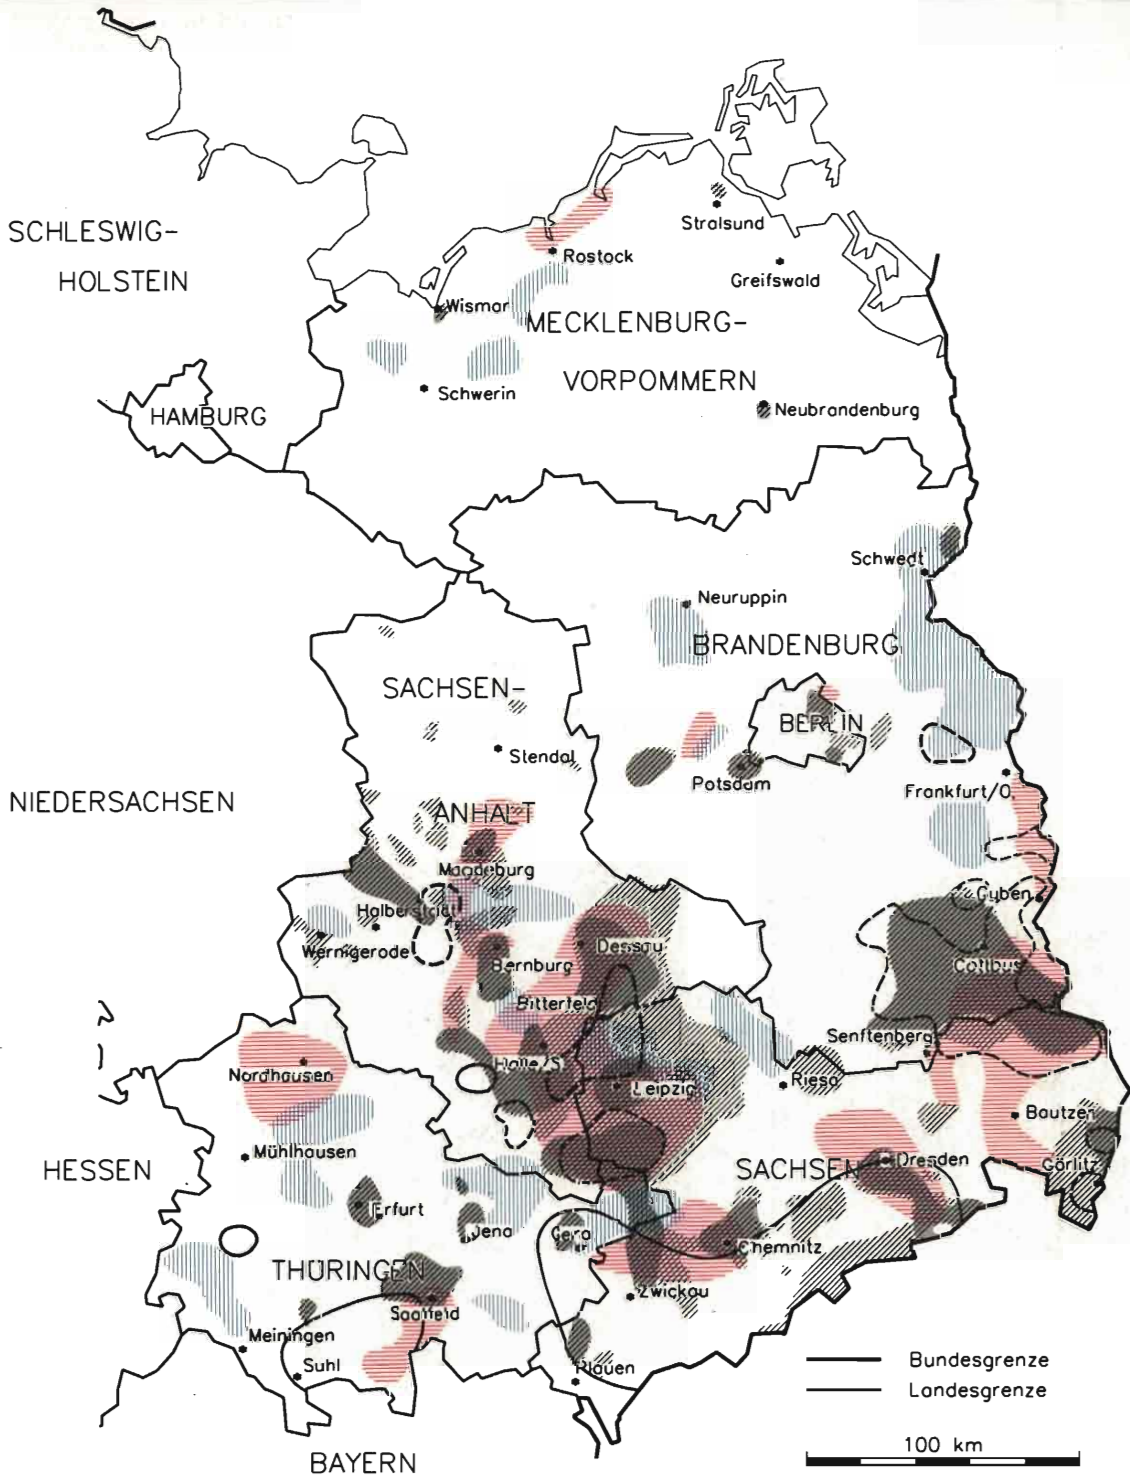 SCHLESWIG-
HOLSTEIN
Stralsund
Rostock
Greifswald
Wismar
MECKLENBURG-
VORPOMMERN
Schwerin
HAMBURG
Neubrandenburg
Schwedt
Neuruppin
BRANDENBURG
SACHSEN-
BERLIN
Stendal
Potsdam
Frankfurt/O.
NIEDERSACHSEN
ANHALT
Magdeburg
Guben
Halberstadt
Wernigerode
Dessau
Bernburg
Cottbus
Bitterfeld
Senftenberg
Halle/S.
Nordhausen
Leipzig
Riesa
Bautzen
Mühlhausen
HESSEN
SACHSEN
Dresden
Görlitz
Erfurt
Jena
Gera
Chemnitz
THÜRINGEN
Zwickau
Saalfeld
Meiningen
Suhl
Plauen
Bundesgrenze
Landesgrenze
100 km
BAYERN